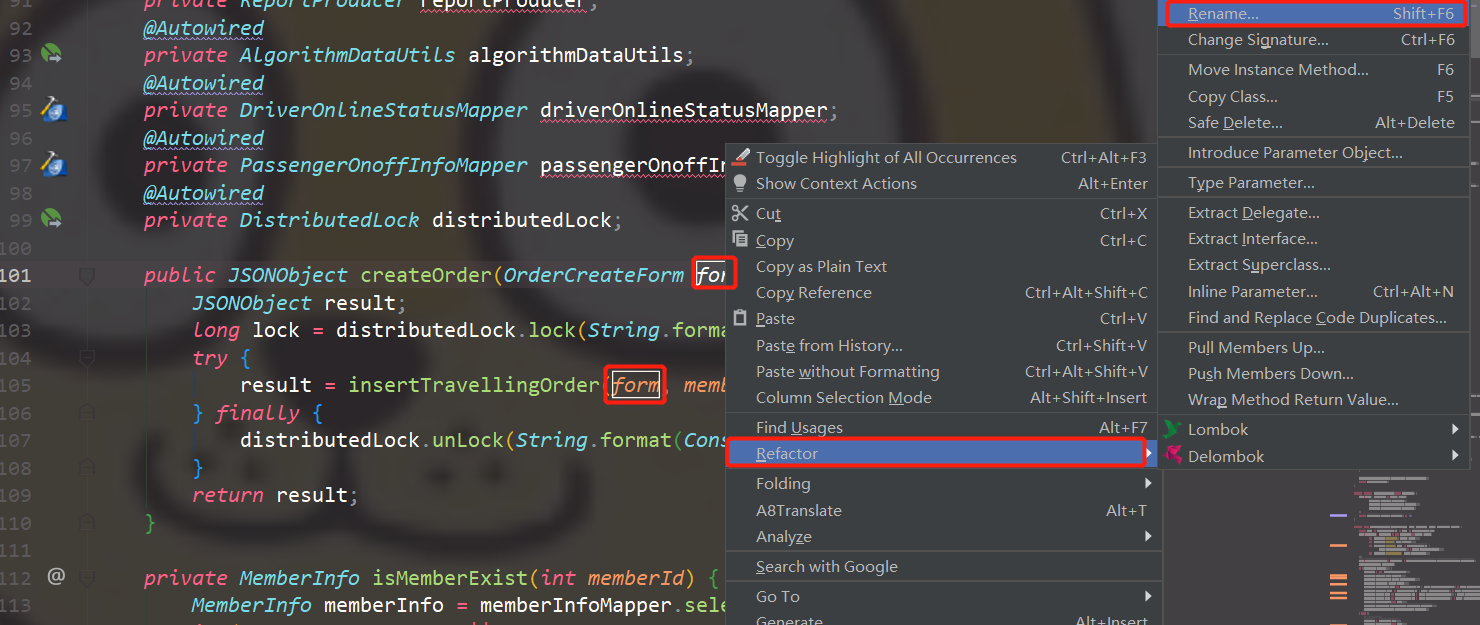 91 private ReportProducer reportProducer;
92 @Autowired
93 private AlgorithmDataUtils algorithmDataUtils;
94 @Autowired
95 private DriverOnlineStatusMapper driverOnlineStatusMapper;
96 @Autowired
97 private PassengerOnoffInfoMapper passengerOnoffIn
98 @Autowired
99 private DistributedLock distributedLock;
100
101 public JSONObject createOrder(OrderCreateForm for
102 JSONObject result;
103 long lock = distributedLock.lock(String.forma
104 try {
105 result = insertTravellingOrder(form, memb
106 } finally {
107 distributedLock.unLock(String.format(Cons
108 }
109 return result;
110 }
111
112 @ private MemberInfo isMemberExist(int memberId) {
113 MemberInfo memberInfo = memberInfoMapper.sele
Toggle Highlight of All Occurrences Ctrl+Alt+F3
Show Context Actions Alt+Enter
Cut Ctrl+X
Copy Ctrl+C
Copy as Plain Text
Copy Reference Ctrl+Alt+Shift+C
Paste Ctrl+V
Paste from History... Ctrl+Shift+V
Paste without Formatting Ctrl+Alt+Shift+V
Column Selection Mode Alt+Shift+Insert
Find Usages Alt+F7
Refactor
Folding
A8Translate Alt+T
Analyze
Search with Google
Go To
Generate Alt+Insert
Rename... Shift+F6
Change Signature... Ctrl+F6
Move Instance Method... F6
Copy Class... F5
Safe Delete... Alt+Delete
Introduce Parameter Object...
Type Parameter...
Extract Delegate...
Extract Interface...
Extract Superclass...
Inline Parameter... Ctrl+Alt+N
Find and Replace Code Duplicates...
Pull Members Up...
Push Members Down...
Wrap Method Return Value...
Lombok
Delombok